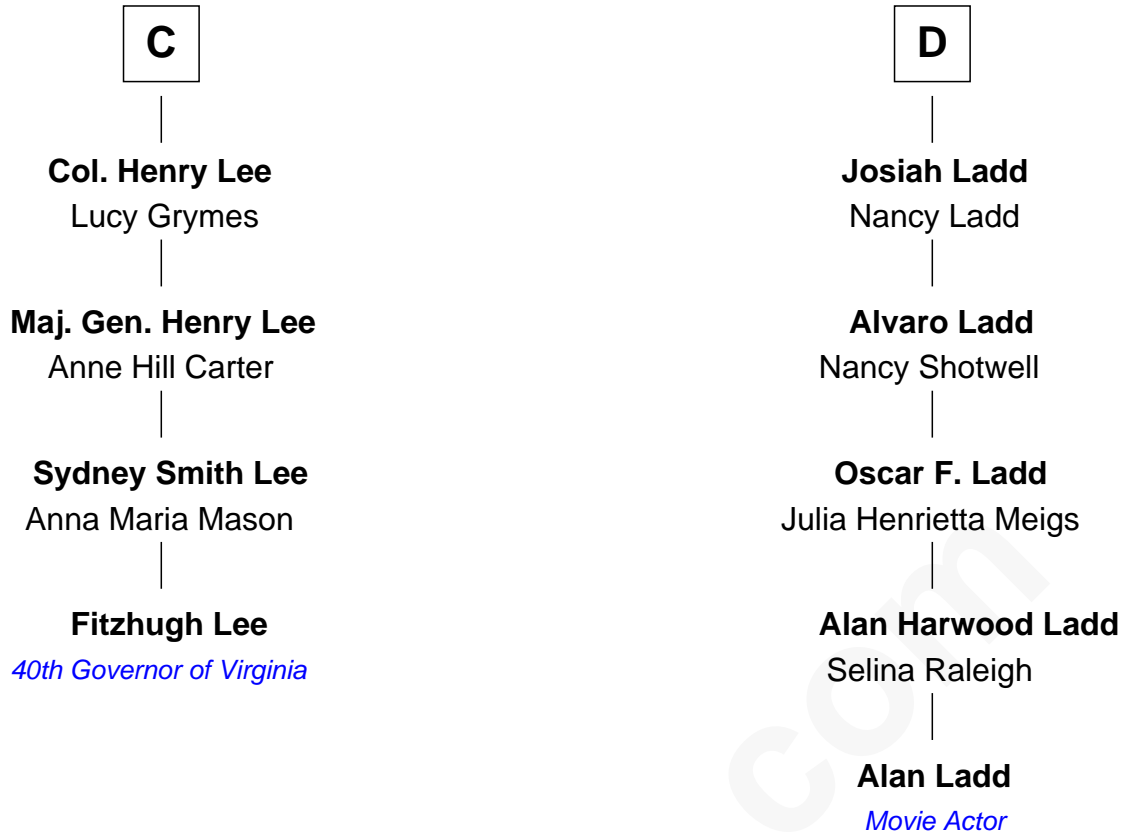 C
Col. Henry Lee
Lucy Grymes
Maj. Gen. Henry Lee
Anne Hill Carter
Sydney Smith Lee
Anna Maria Mason
Fitzhugh Lee
40th Governor of Virginia
D
Josiah Ladd
Nancy Ladd
Alvaro Ladd
Nancy Shotwell
Oscar F. Ladd
Julia Henrietta Meigs
Alan Harwood Ladd
Selina Raleigh
Alan Ladd
Movie Actor
com